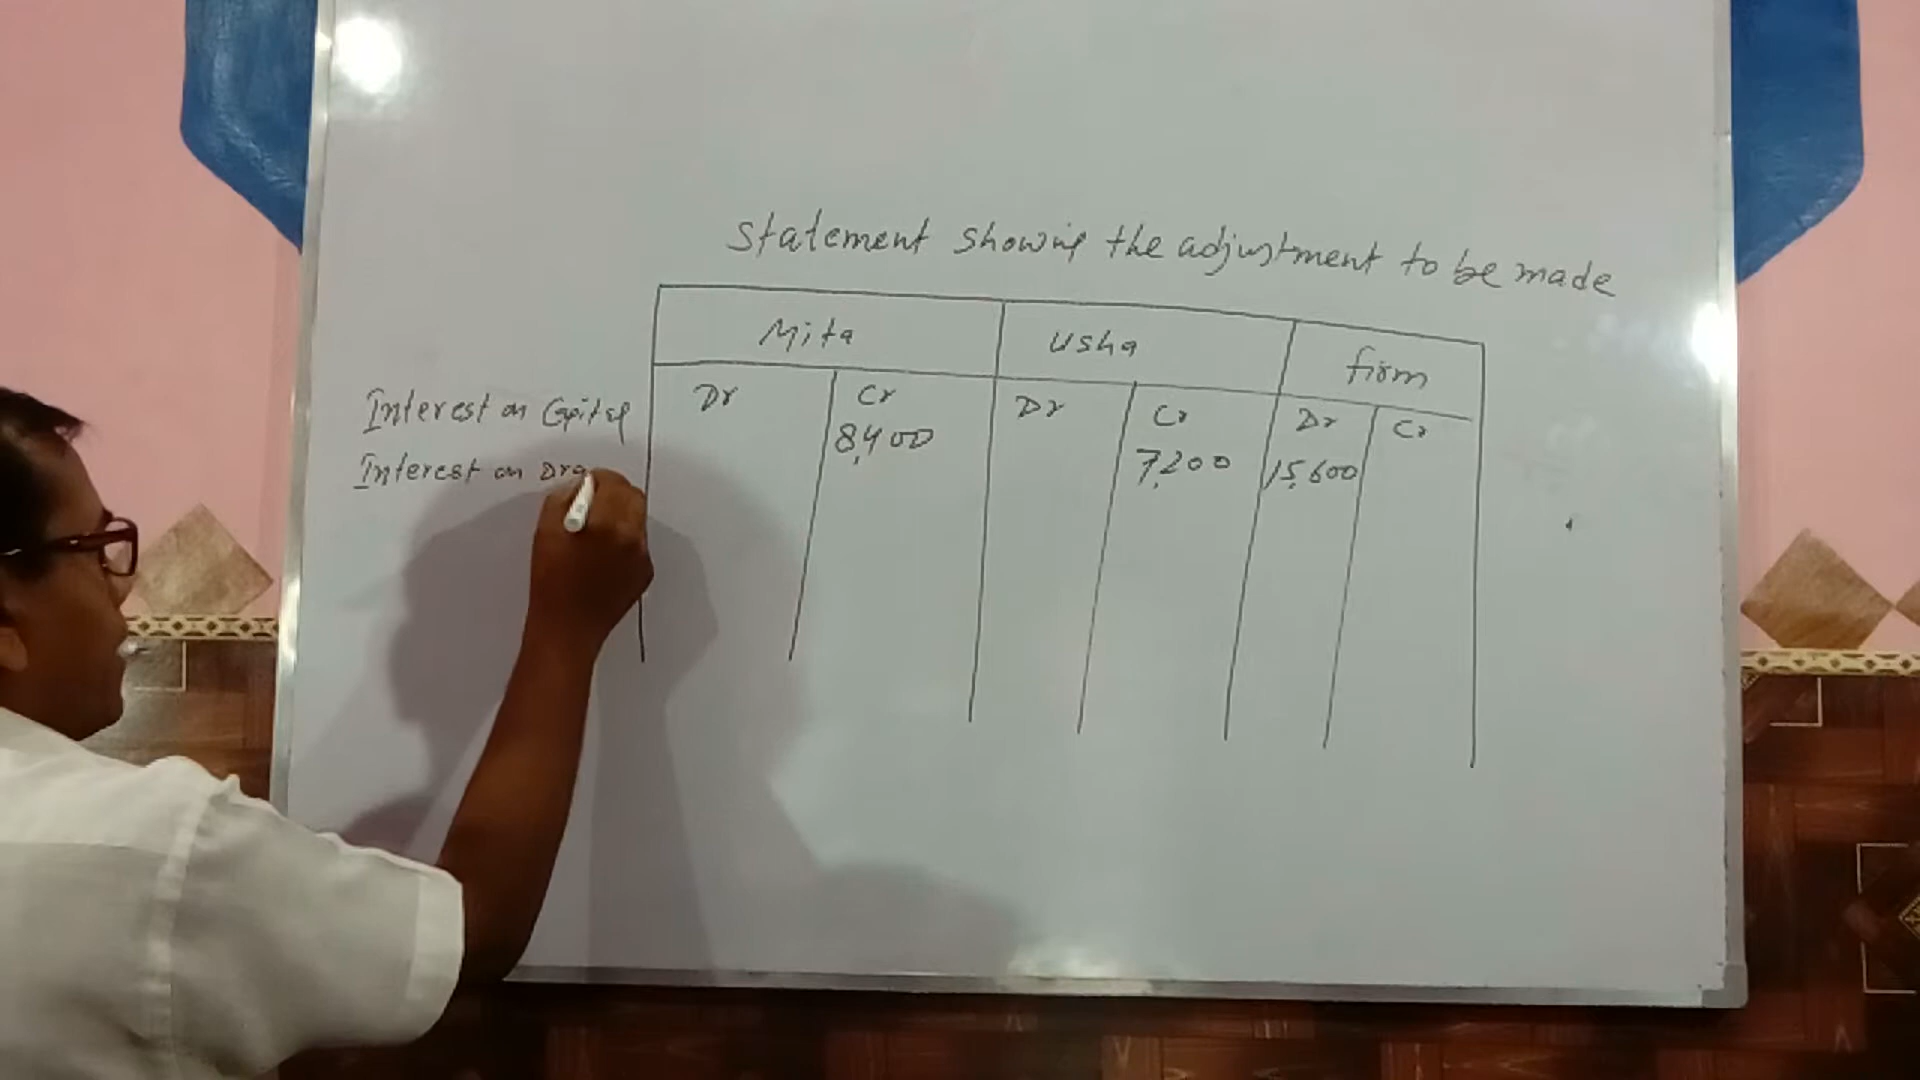 Statement showing the adjustment to be made
Mita Usha firm
Interest on Capital Dr Cr Dr Cr Dr Cr
8,400 7,200 15,600
Interest on Dra